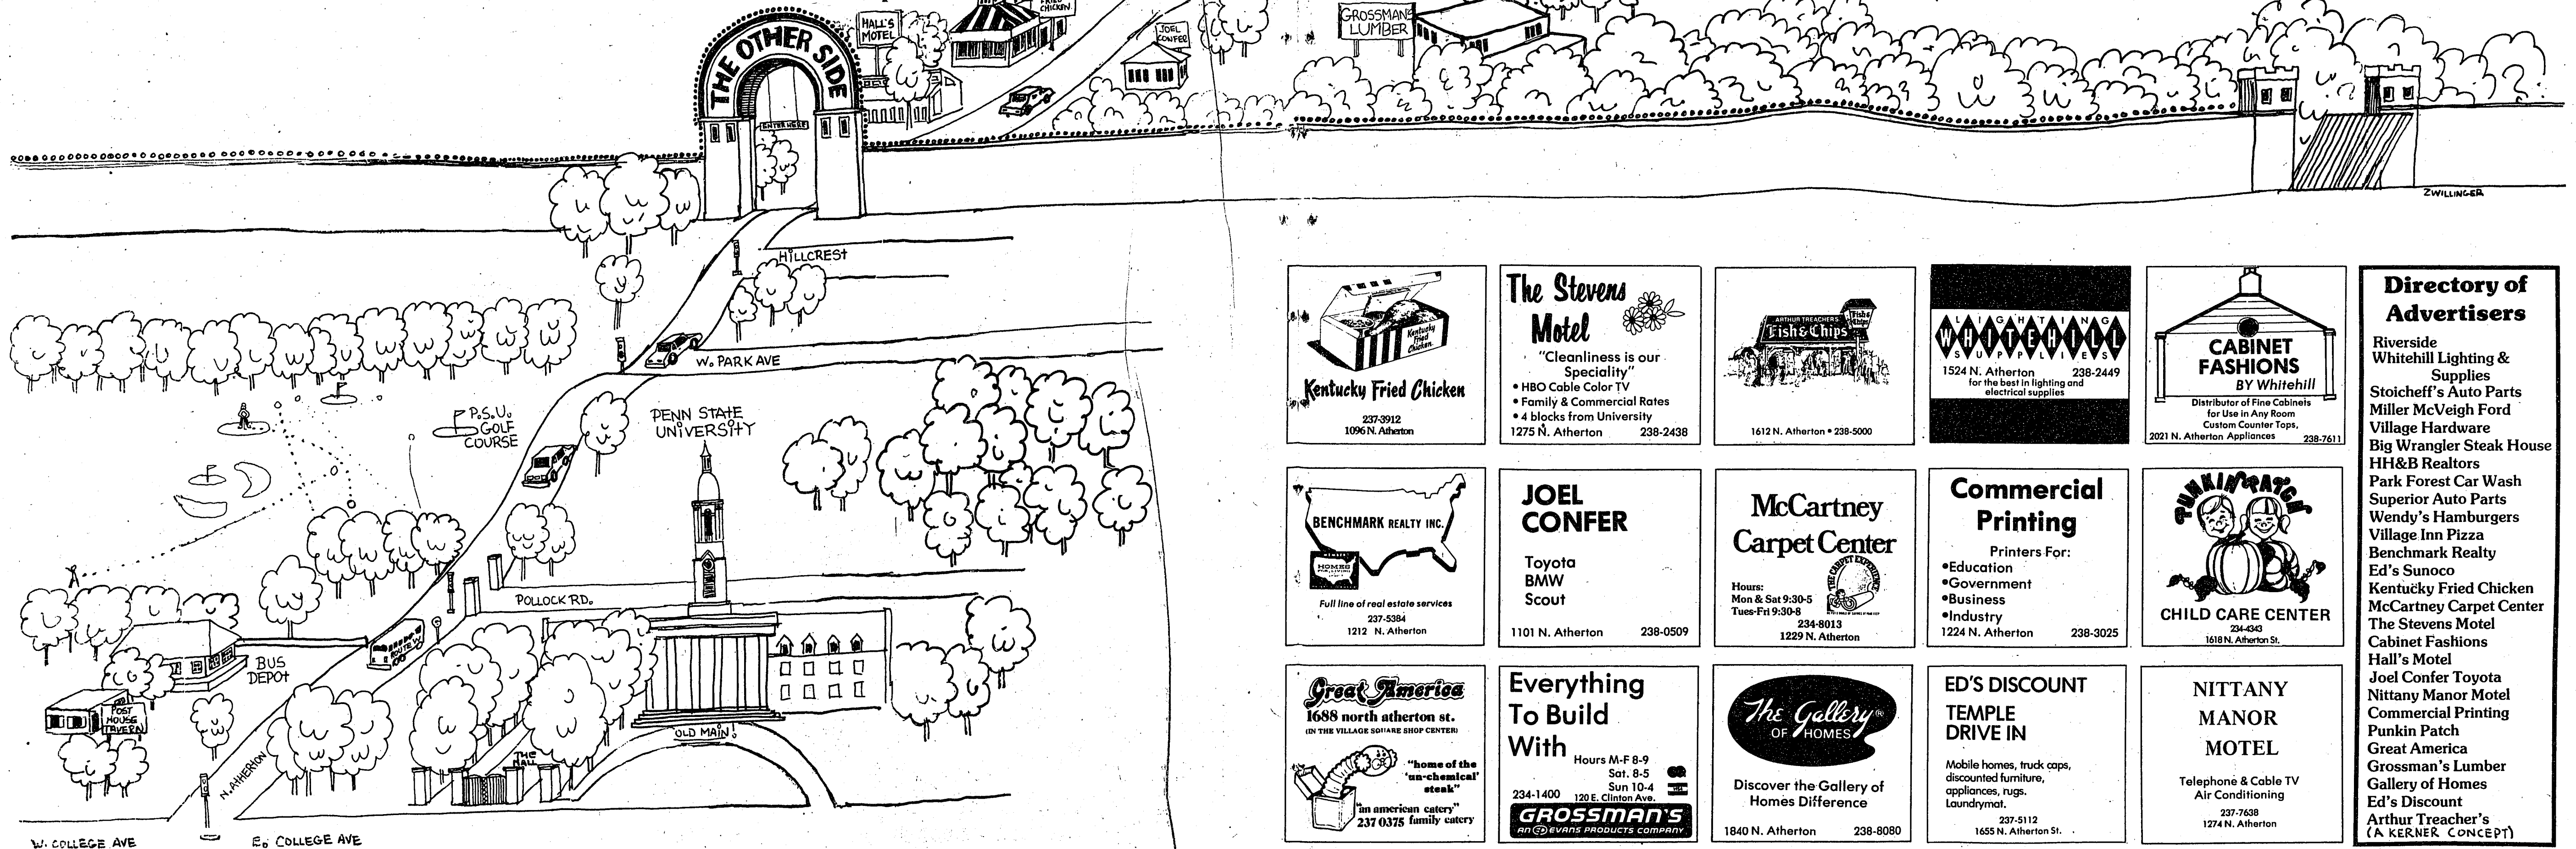 FRIED
CHICKEN
HALL'S
MOTEL
JOEL
CONFER
GROSSMAN'S
LUMBER
THE OTHER SIDE
ENTER HERE
ZWILLINGER
HILLCREST
W. PARK AVE
P.S.U.
GOLF
COURSE
PENN STATE
UNIVERSITY
POLLOCK RD.
ROUTE W
BUS
DEPOT
POST
HOUSE
TAVERN
OLD MAIN
THE
WALL
N. ATHERTON
W. COLLEGE AVE
E. COLLEGE AVE
Kentucky
Fried
Chicken
Kentucky Fried Chicken
237-3912
1096 N. Atherton
The Stevens
Motel
"Cleanliness is our
Speciality"
• HBO Cable Color TV
• Family & Commercial Rates
• 4 blocks from University
1275 N. Atherton 238-2438
ARTHUR TREACHER'S
Fish & Chips
Fish &
Chips
1612 N. Atherton • 238-5000
LIGHTING
WHITEHILL
SUPPLIES
1524 N. Atherton 238-2449
for the best in lighting and
electrical supplies
CABINET
FASHIONS
BY Whitehill
Distributor of Fine Cabinets
for Use in Any Room
Custom Counter Tops,
2021 N. Atherton Appliances 238-7611
BENCHMARK REALTY INC.
HOMES
FOR LIVING
Full line of real estate services
237-5384
1212 N. Atherton
JOEL
CONFER
Toyota
BMW
Scout
1101 N. Atherton 238-0509
McCartney
Carpet Center
THE CARPET EXPERIENCE
Hours:
Mon & Sat 9:30-5
Tues-Fri 9:30-8
234-8013
1229 N. Atherton
Commercial
Printing
Printers For:
•Education
•Government
•Business
•Industry
1224 N. Atherton 238-3025
PUNKIN PATCH
CHILD CARE CENTER
234-4343
1618 N. Atherton St.
Great America
1688 north atherton st.
(IN THE VILLAGE SQUARE SHOP CENTER)
"home of the
'un-chemical'
steak"
"an american eatery"
237 0375 family eatery
Everything
To Build
With
Hours M-F 8-9
Sat. 8-5
Sun 10-4
234-1400 120 E. Clinton Ave.
GROSSMAN'S
AN EVANS PRODUCTS COMPANY
The Gallery®
OF HOMES
Discover the Gallery of
Homes Difference
1840 N. Atherton 238-8080
ED'S DISCOUNT
TEMPLE
DRIVE IN
Mobile homes, truck caps,
discounted furniture,
appliances, rugs.
Laundrymat.
237-5112
1655 N. Atherton St.
NITTANY
MANOR
MOTEL
Telephone & Cable TV
Air Conditioning
237-7638
1274 N. Atherton
Directory of
Advertisers
Riverside
Whitehill Lighting &
Supplies
Stoicheff's Auto Parts
Miller McVeigh Ford
Village Hardware
Big Wrangler Steak House
HH&B Realtors
Park Forest Car Wash
Superior Auto Parts
Wendy's Hamburgers
Village Inn Pizza
Benchmark Realty
Ed's Sunoco
Kentucky Fried Chicken
McCartney Carpet Center
The Stevens Motel
Cabinet Fashions
Hall's Motel
Joel Confer Toyota
Nittany Manor Motel
Commercial Printing
Punkin Patch
Great America
Grossman's Lumber
Gallery of Homes
Ed's Discount
Arthur Treacher's
(A KERNER CONCEPT)